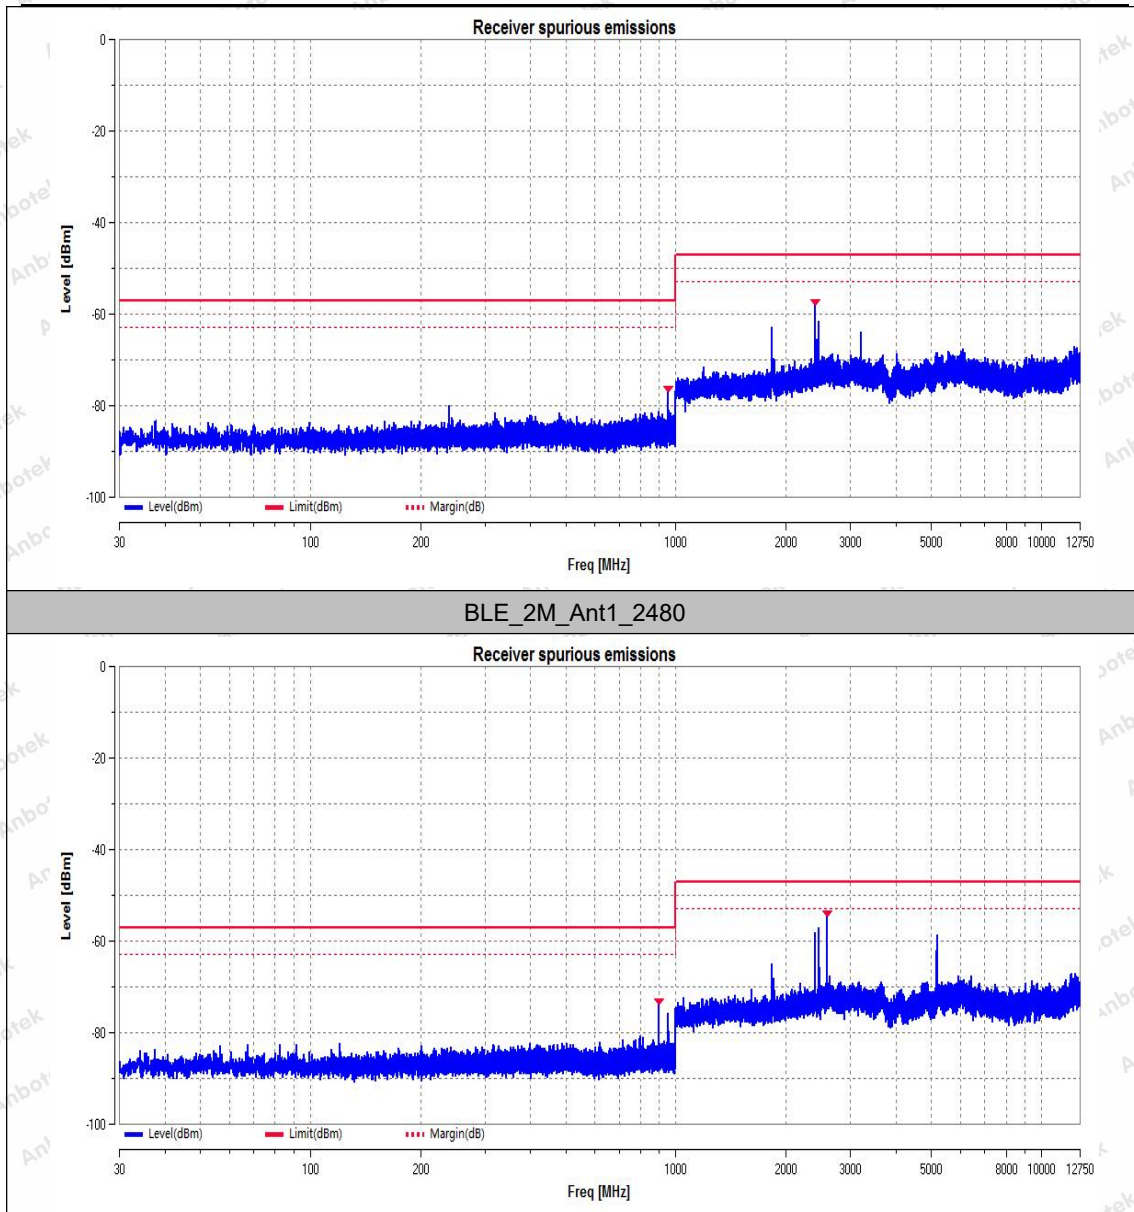 Receiver spurious emissions
0
-20
-40
-60
-80
-100
Level [dBm]
Level(dBm) Limit(dBm) Margin(dB)
30 100 200 1000 2000 3000 5000 8000 10000 12750
Freq [MHz]
BLE_2M_Ant1_2480
Receiver spurious emissions
0
-20
-40
-60
-80
-100
Level [dBm]
Level(dBm) Limit(dBm) Margin(dB)
30 100 200 1000 2000 3000 5000 8000 10000 12750
Freq [MHz]